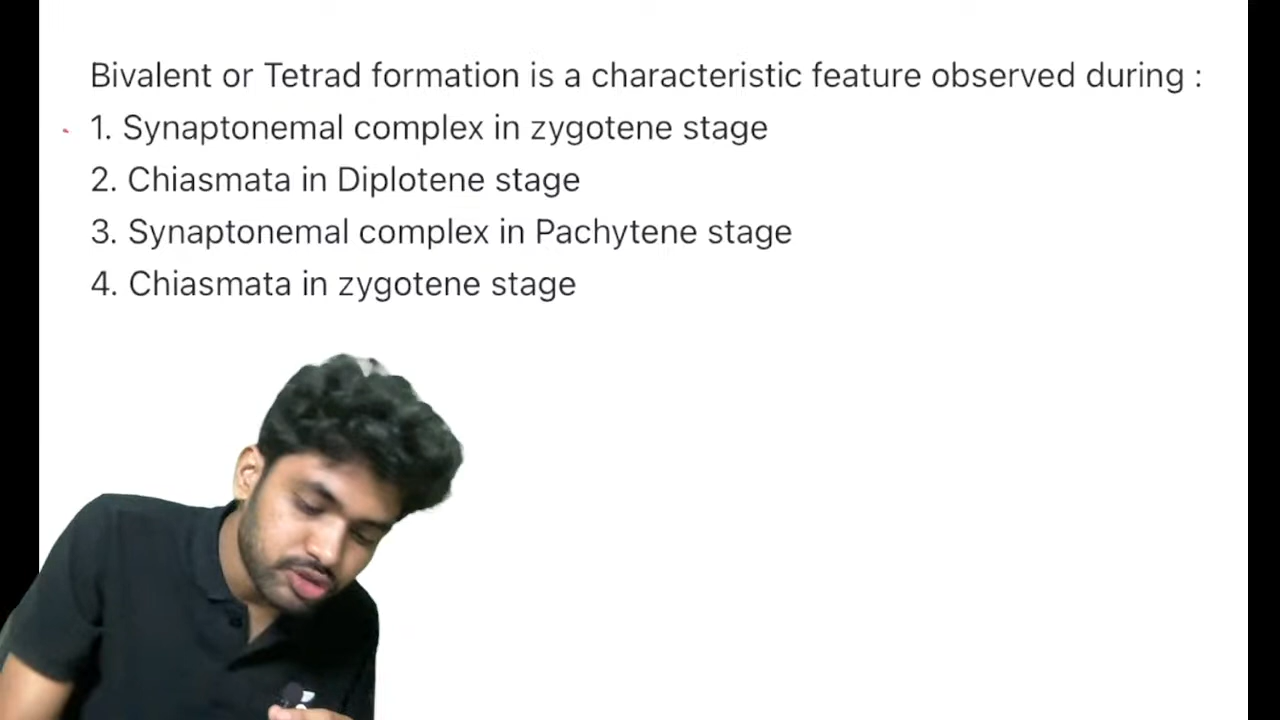 Bivalent or Tetrad formation is a characteristic feature observed during :
1. Synaptonemal complex in zygotene stage
2. Chiasmata in Diplotene stage
3. Synaptonemal complex in Pachytene stage
4. Chiasmata in zygotene stage